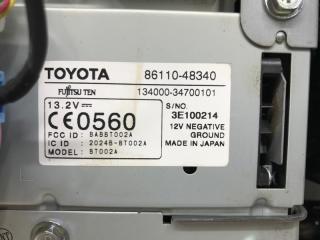 TOYOTA 86110-48340
FUJITSU TEN 134000-34700101
13.2V S/NO.
CE0560 3E100214
12V NEGATIVE
GROUND
FCC ID : BABBT002A
IC ID : 2024B-BT002A MADE IN JAPAN
MODEL : BT002A